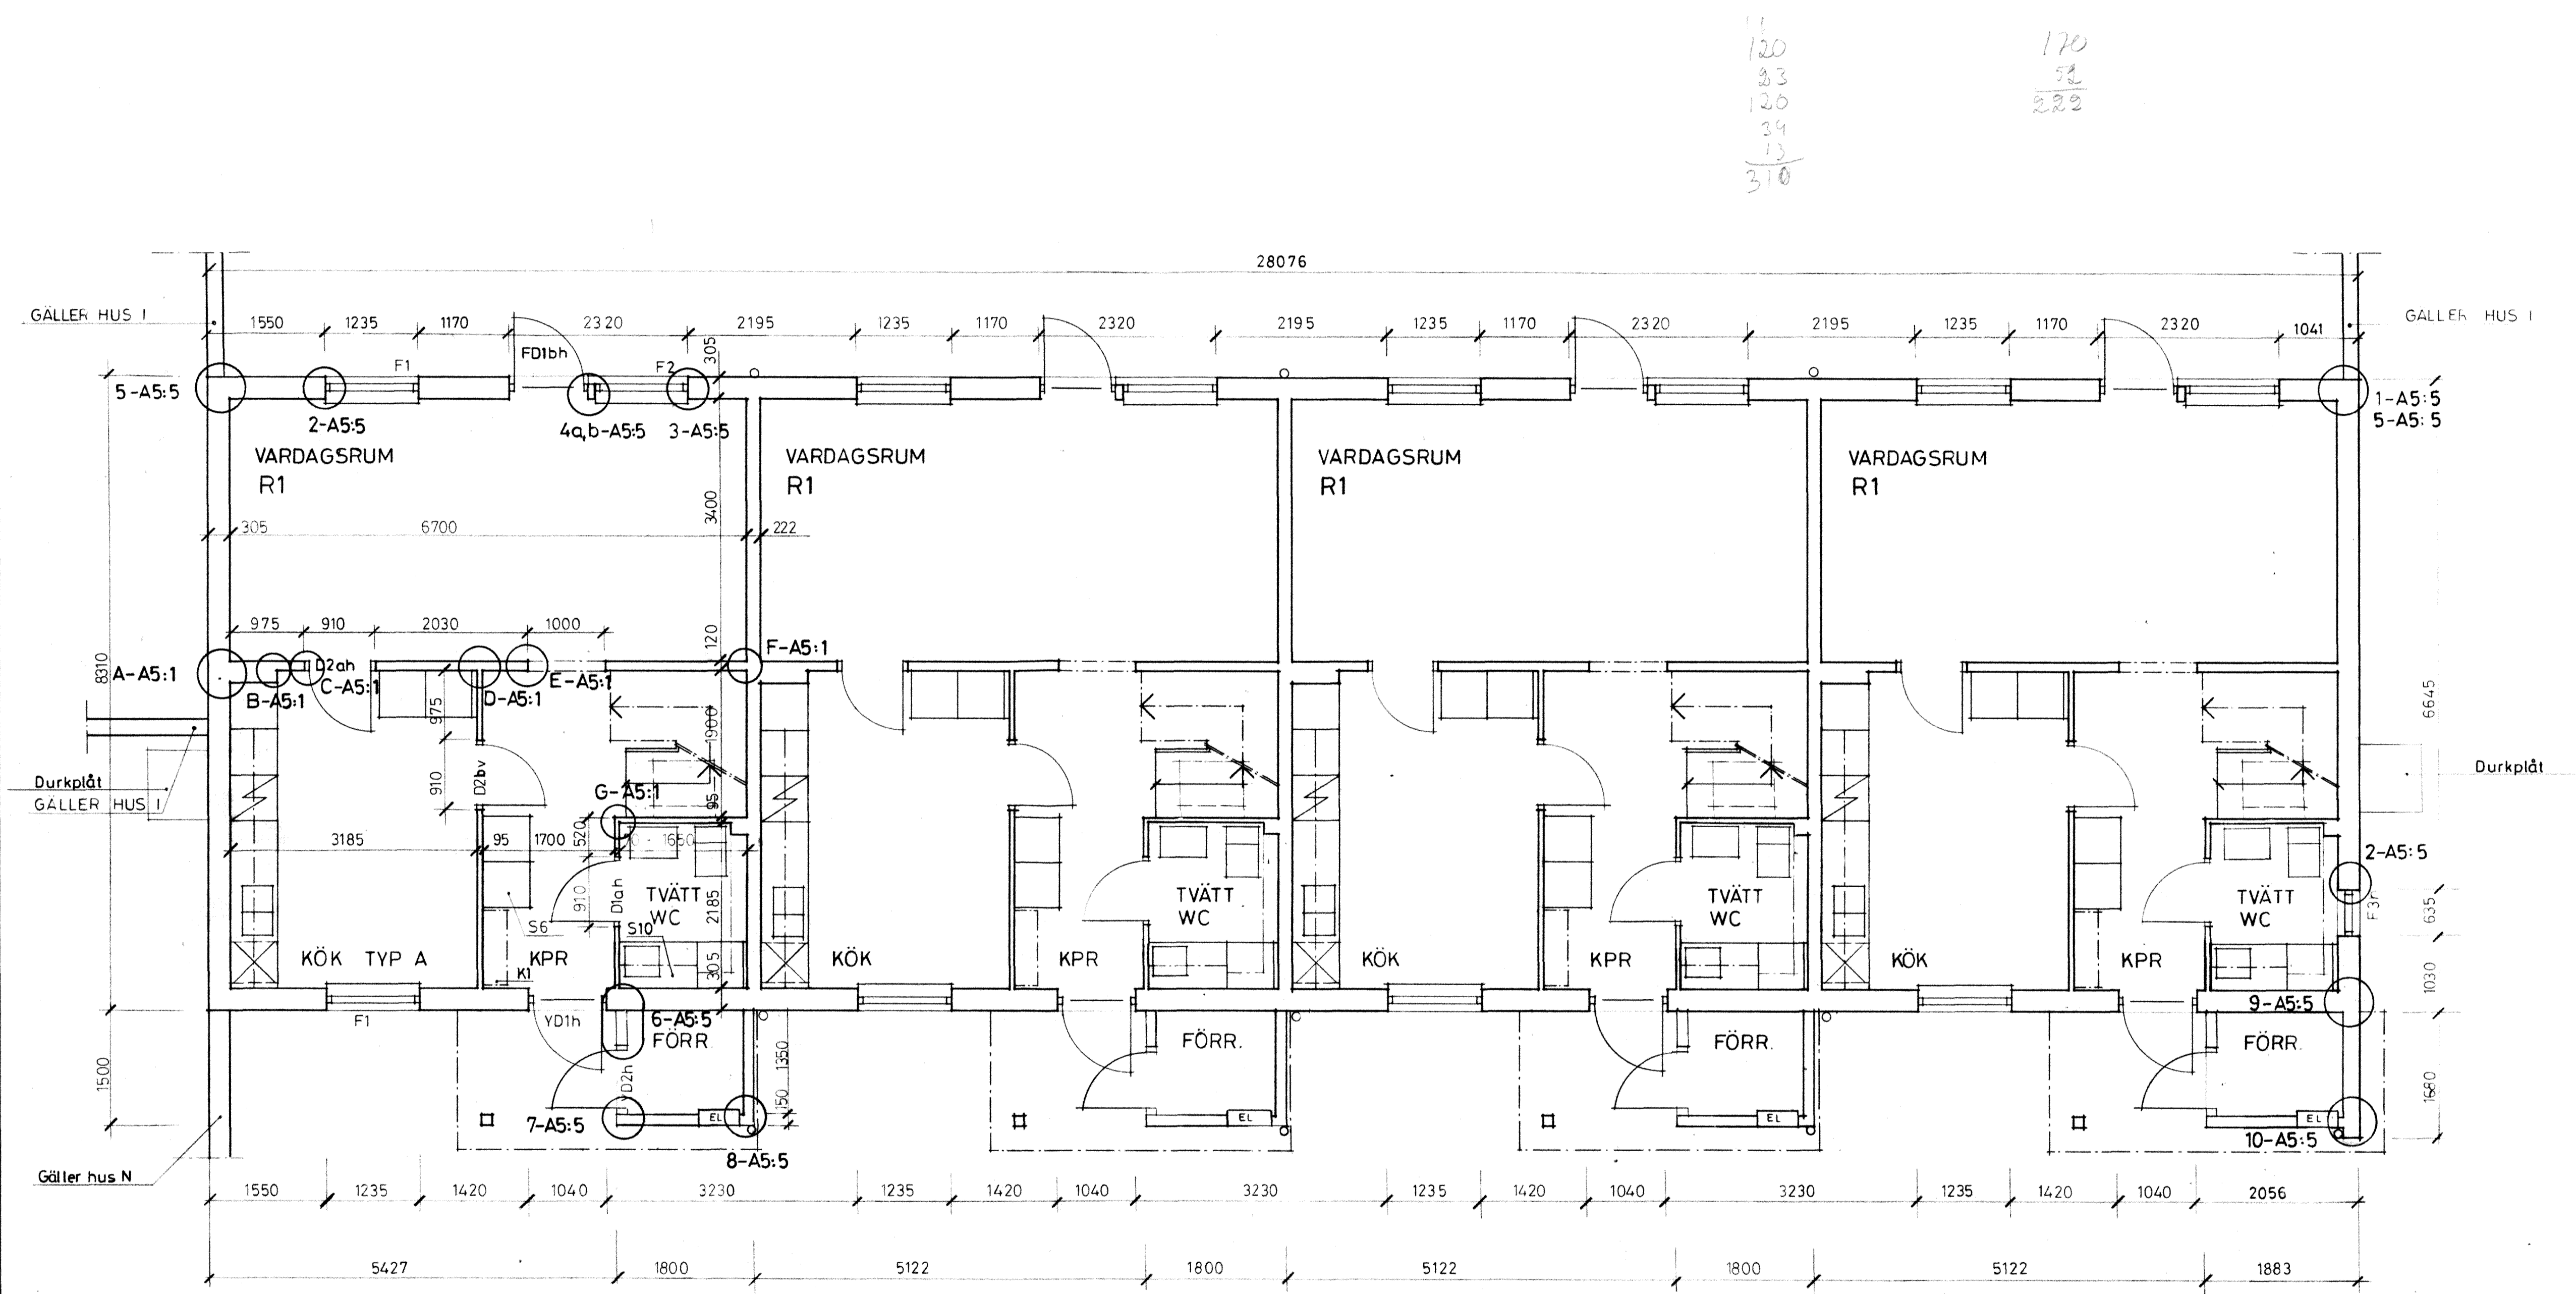 120
23
120
39
13
310
170
52
222
28076
GÄLLER HUS I
1550 1235 1170 2320 2195 1235 1170 2320 2195 1235 1170 2320 2195 1235 1170 2320 1041
GÄLLER HUS I
FD1bh
305
F1
F2
5-A5:5
2-A5:5
4a,b-A5:5
3-A5:5
1-A5:5
5-A5:5
VARDAGSRUM
R1
VARDAGSRUM
R1
VARDAGSRUM
R1
VARDAGSRUM
R1
3400
305 6700 222
975 910 2030 1000
120
8310
A-A5:1
B-A5:1
D2ah
C-A5:1
D-A5:1
E-A5:1
F-A5:1
975
1900
6645
910
D2bv
Durkplåt
GÄLLER HUS I
Durkplåt
G-A5:1
95
3185 95 1700 520 1650
2-A5:5
910
D1ah
TVÄTT
WC
2185
TVÄTT
WC
TVÄTT
WC
TVÄTT
WC
F3h
635
S6
S10
KÖK TYP A
KPR
K1
305
KÖK
KPR
KÖK
KPR
KÖK
KPR
1030
9-A5:5
F1
YD1h
6-A5:5
FÖRR
FÖRR.
FÖRR.
FÖRR.
1500
YD2h
1350
150
1680
7-A5:5
EL
EL
EL
EL
8-A5:5
10-A5:5
Gäller hus N
1550 1235 1420 1040 3230 1235 1420 1040 3230 1235 1420 1040 3230 1235 1420 1040 2056
5427 1800 5122 1800 5122 1800 5122 1883